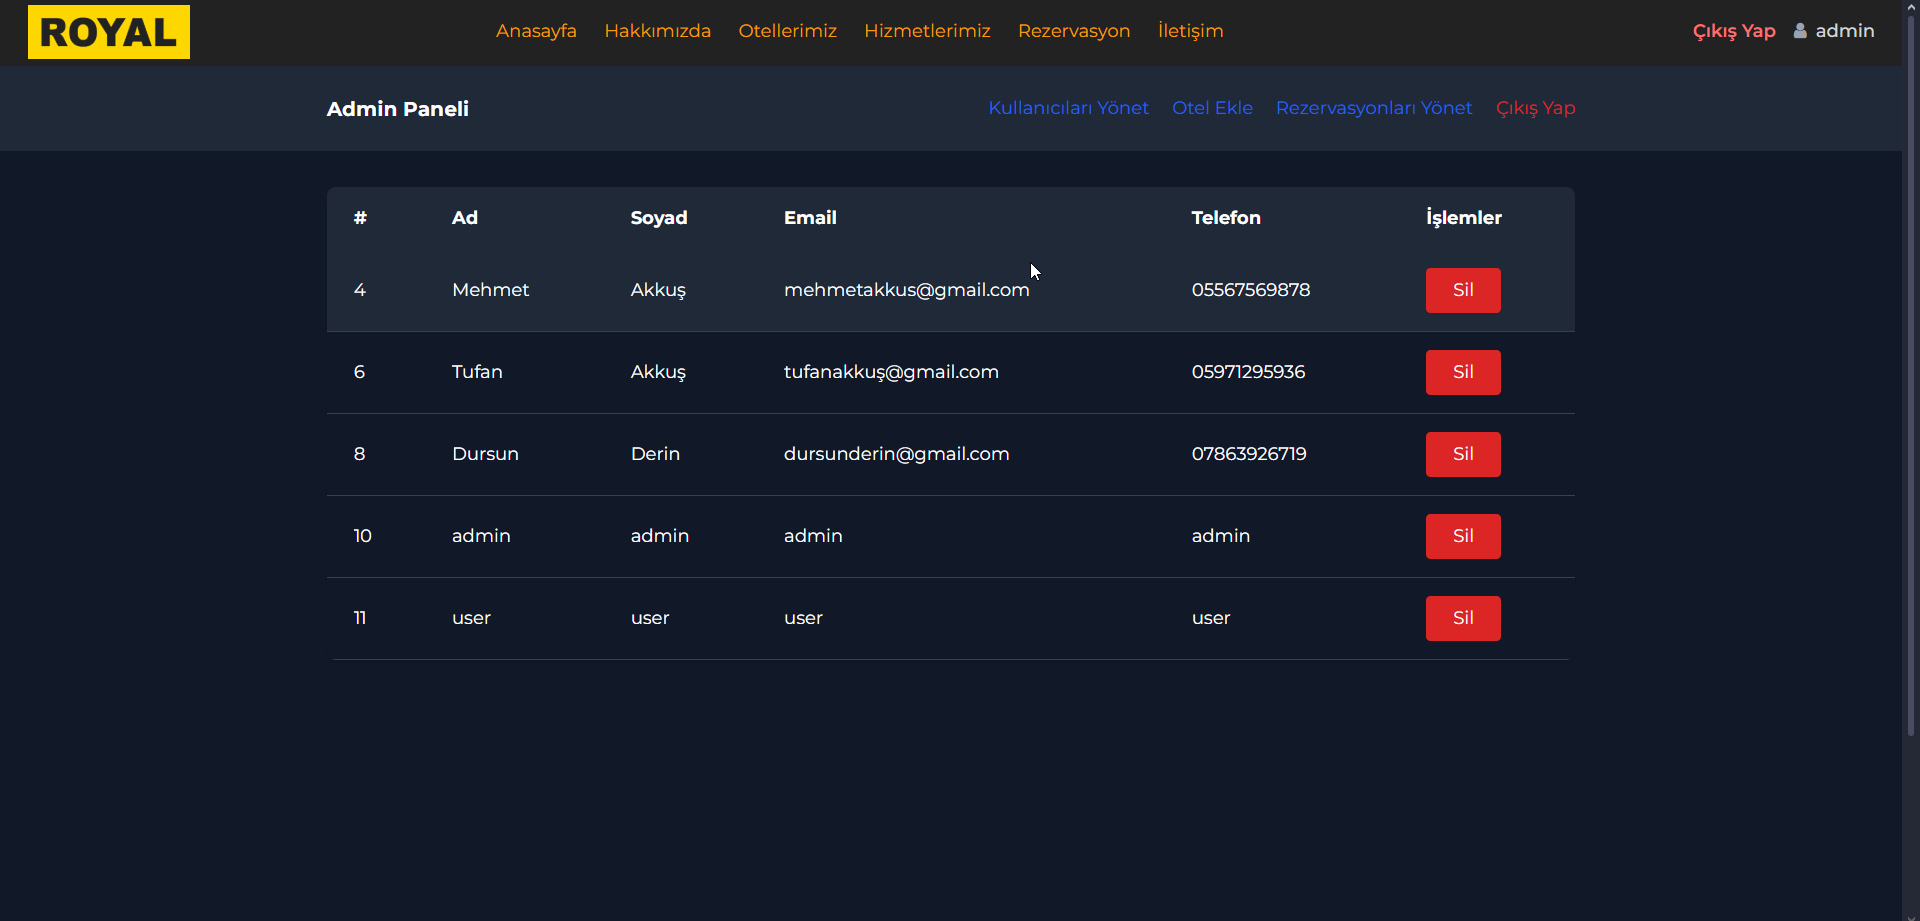 ROYAL
Anasayfa Hakkımızda Otellerimiz Hizmetlerimiz Rezervasyon İletişim
Çıkış Yap admin
Admin Paneli
Kullanıcıları Yönet Otel Ekle Rezervasyonları Yönet Çıkış Yap
# Ad Soyad Email Telefon İşlemler
4 Mehmet Akkuş mehmetakkus@gmail.com 05567569878 Sil
6 Tufan Akkuş tufanakkuş@gmail.com 05971295936 Sil
8 Dursun Derin dursunderin@gmail.com 07863926719 Sil
10 admin admin admin admin Sil
11 user user user user Sil